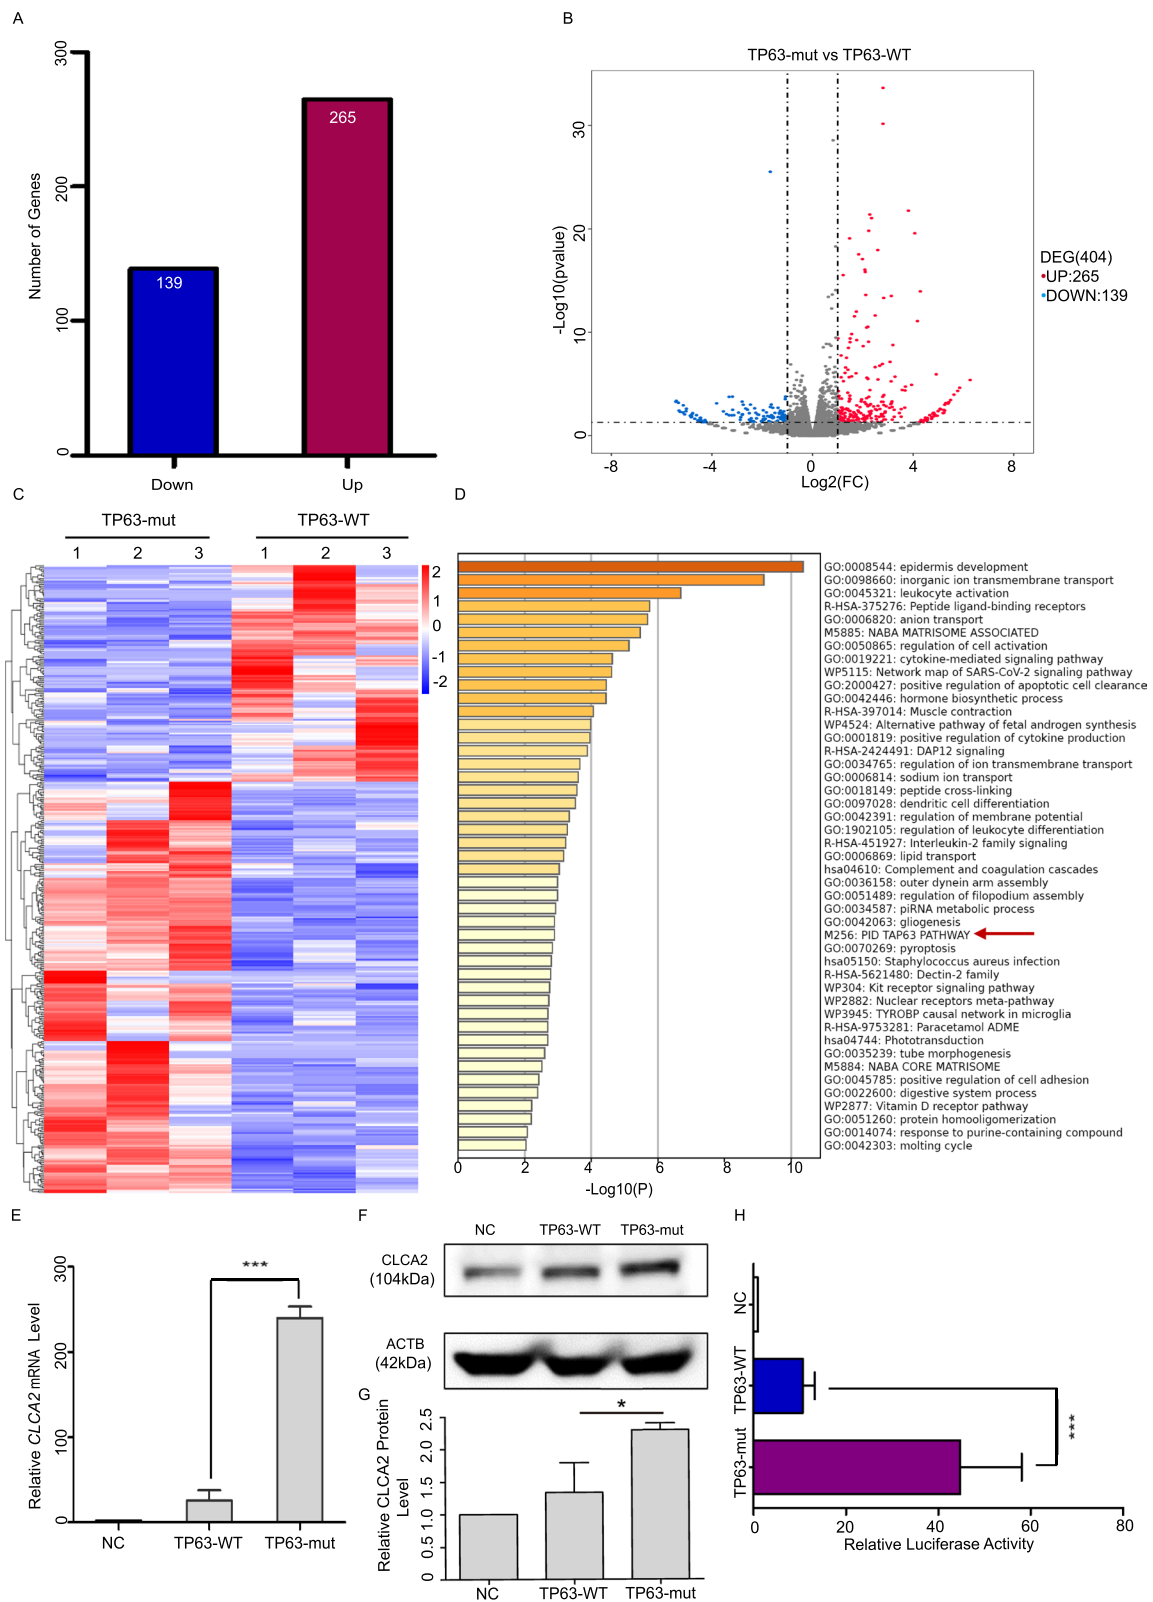 A
300
200
100
0
Number of Genes
139
265
Down
Up
B
TP63-mut vs TP63-WT
30
20
10
0
-Log10(pvalue)
-8
-4
0
4
8
Log2(FC)
DEG(404)
UP:265
DOWN:139
C
TP63-mut
TP63-WT
1
2
3
1
2
3
2
1
0
-1
-2
D
GO:0008544: epidermis development
GO:0098660: inorganic ion transmembrane transport
GO:0045321: leukocyte activation
R-HSA-375276: Peptide ligand-binding receptors
GO:0006820: anion transport
M5885: NABA MATRISOME ASSOCIATED
GO:0050865: regulation of cell activation
GO:0019221: cytokine-mediated signaling pathway
WP5115: Network map of SARS-CoV-2 signaling pathway
GO:2000427: positive regulation of apoptotic cell clearance
GO:0042446: hormone biosynthetic process
R-HSA-397014: Muscle contraction
WP4524: Alternative pathway of fetal androgen synthesis
GO:0001819: positive regulation of cytokine production
R-HSA-2424491: DAP12 signaling
GO:0034765: regulation of ion transmembrane transport
GO:0006814: sodium ion transport
GO:0018149: peptide cross-linking
GO:0097028: dendritic cell differentiation
GO:0042391: regulation of membrane potential
GO:1902105: regulation of leukocyte differentiation
R-HSA-451927: Interleukin-2 family signaling
GO:0006869: lipid transport
hsa04610: Complement and coagulation cascades
GO:0036158: outer dynein arm assembly
GO:0051489: regulation of filopodium assembly
GO:0034587: piRNA metabolic process
GO:0042063: gliogenesis
M256: PID TAP63 PATHWAY
GO:0070269: pyroptosis
hsa05150: Staphylococcus aureus infection
R-HSA-5621480: Dectin-2 family
WP304: Kit receptor signaling pathway
WP2882: Nuclear receptors meta-pathway
WP3945: TYROBP causal network in microglia
R-HSA-9753281: Paracetamol ADME
hsa04744: Phototransduction
GO:0035239: tube morphogenesis
M5884: NABA CORE MATRISOME
GO:0045785: positive regulation of cell adhesion
GO:0022600: digestive system process
WP2877: Vitamin D receptor pathway
GO:0051260: protein homooligomerization
GO:0014074: response to purine-containing compound
GO:0042303: molting cycle
0
2
4
6
8
10
-Log10(P)
E
300
200
100
0
Relative CLCA2 mRNA Level
***
NC
TP63-WT
TP63-mut
F
NC
TP63-WT
TP63-mut
CLCA2
(104kDa)
ACTB
(42kDa)
G
2.5
2.0
1.5
1.0
0.5
0
Relative CLCA2 Protein
Level
*
NC
TP63-WT
TP63-mut
H
NC
TP63-WT
TP63-mut
***
0
20
40
60
80
Relative Luciferase Activity